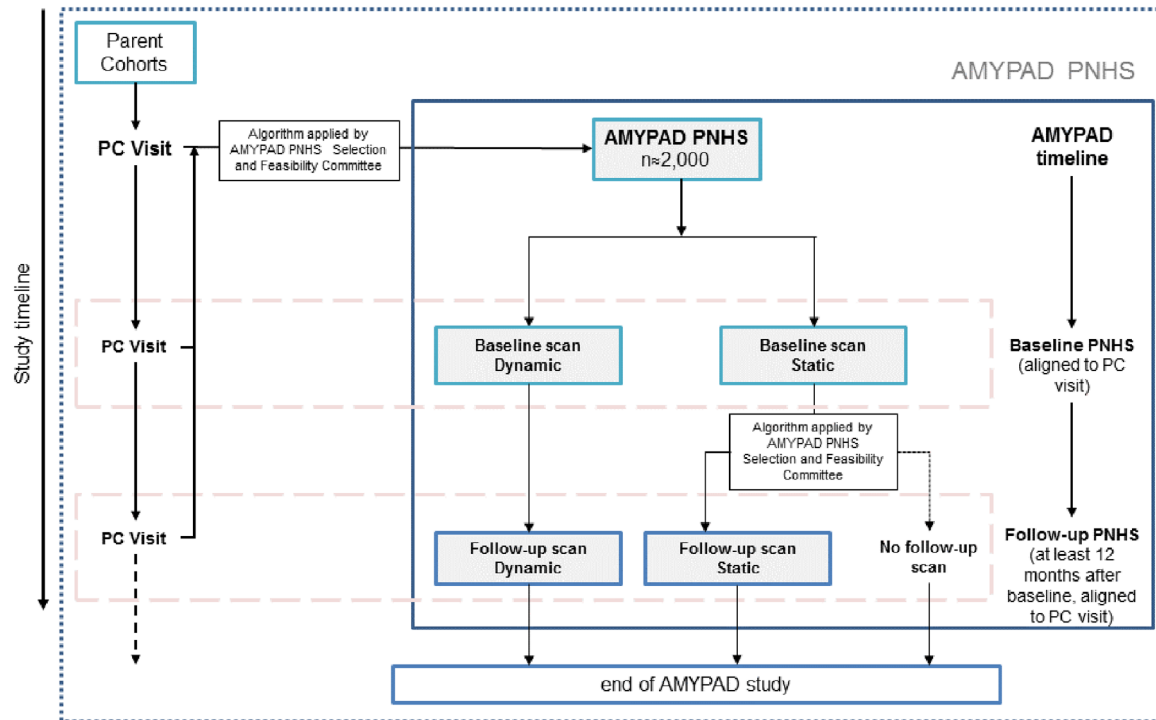 Parent
Cohorts
AMYPAD PNHS
PC Visit
Algorithm applied by
AMYPAD PNHS Selection
and Feasibility Committee
AMYPAD PNHS
n≈2,000
AMYPAD
timeline
Study timeline
PC Visit
Baseline scan
Dynamic
Baseline scan
Static
Baseline PNHS
(aligned to PC
visit)
Algorithm applied by
AMYPAD PNHS
Selection and Feasibility
Committee
PC Visit
Follow-up scan
Dynamic
Follow-up scan
Static
No follow-up
scan
Follow-up PNHS
(at least 12
months after
baseline, aligned
to PC visit)
end of AMYPAD study